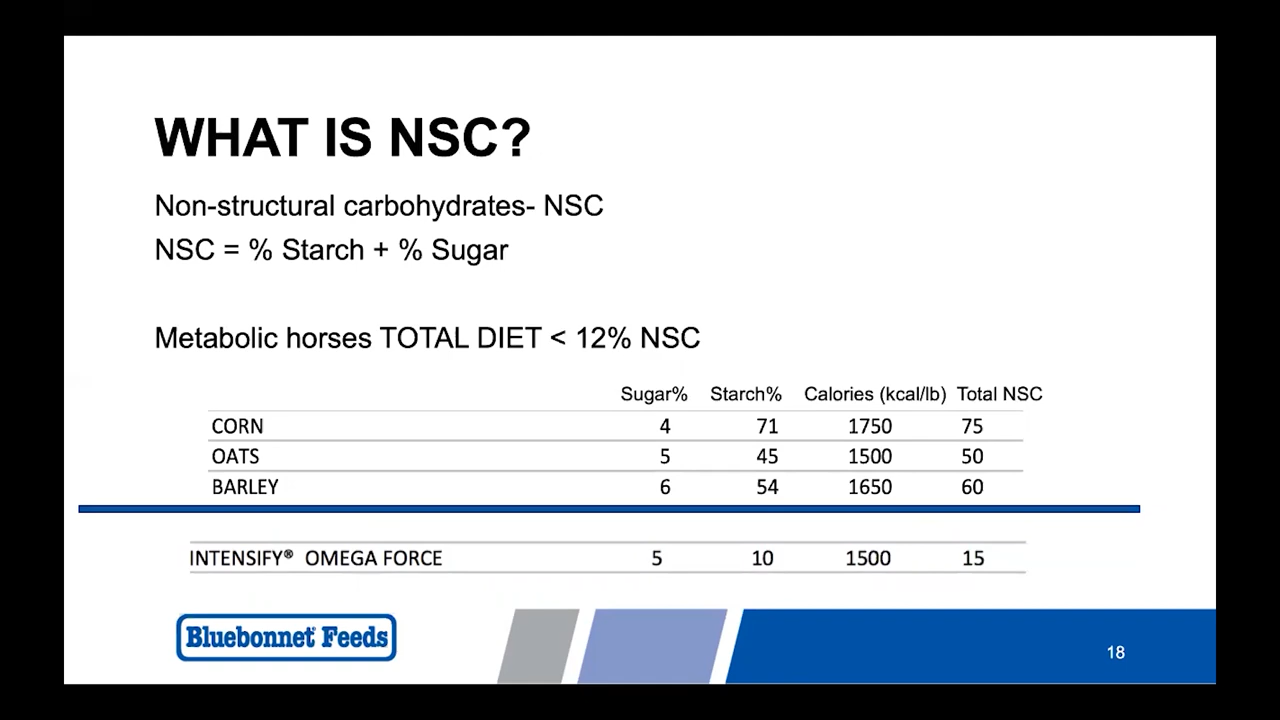 WHAT IS NSC?
Non-structural carbohydrates- NSC
NSC = % Starch + % Sugar
Metabolic horses TOTAL DIET < 12% NSC
Sugar% Starch% Calories (kcal/lb) Total NSC
CORN 4 71 1750 75
OATS 5 45 1500 50
BARLEY 6 54 1650 60
INTENSIFY® OMEGA FORCE 5 10 1500 15
Bluebonnet® Feeds
18